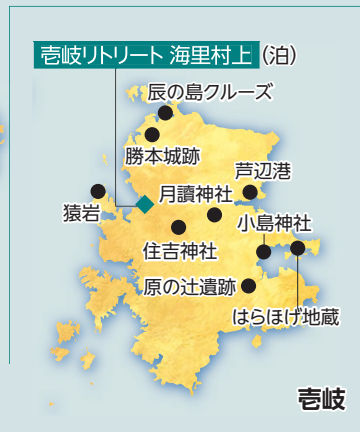 壱岐リトリート 海里村上 (泊)
辰の島クルーズ
勝本城跡
芦辺港
月讀神社
猿岩
小島神社
住吉神社
原の辻遺跡
はらほげ地蔵
壱岐